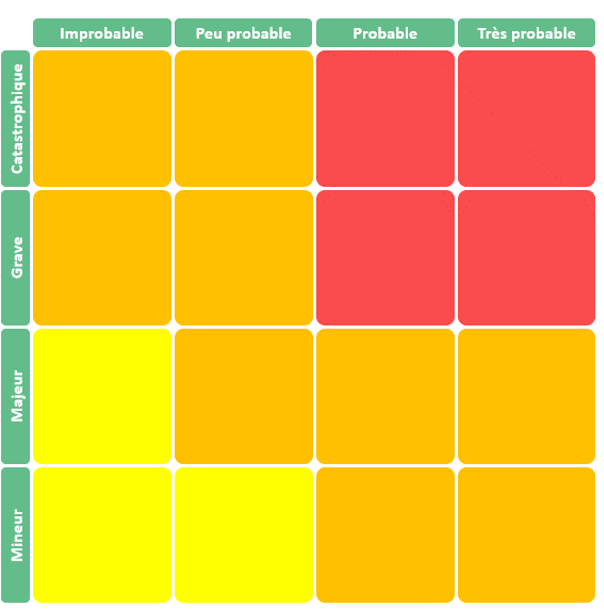 Improbable
Peu probable
Probable
Très probable
Catastrophique
Grave
Majeur
Mineur